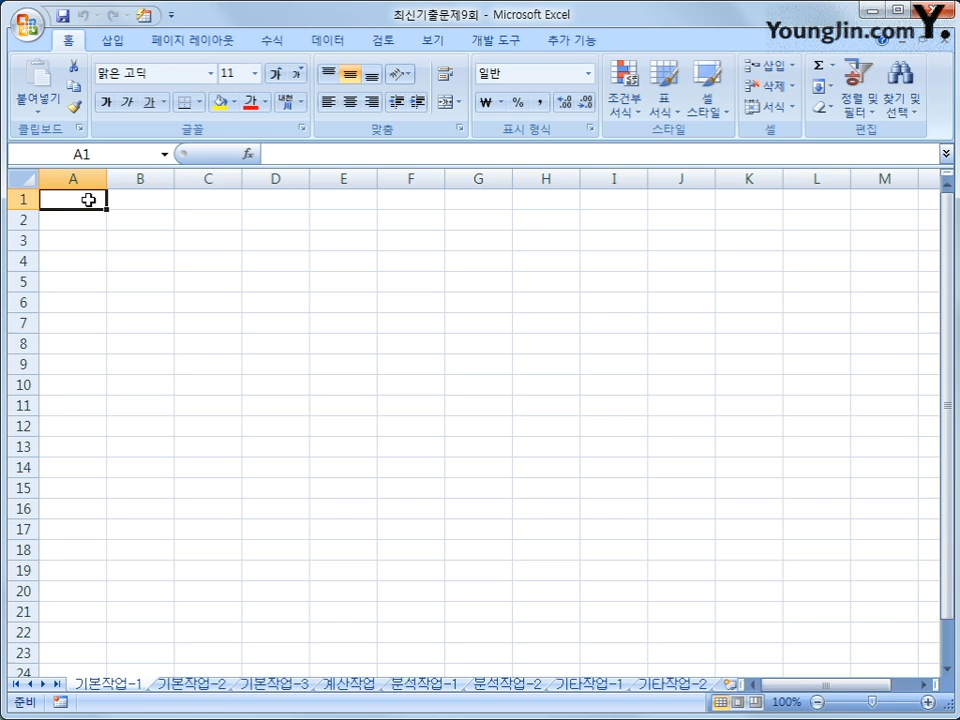 최신기출문제9회 - Microsoft Excel
YoungJin.com Y.
홈 삽입 페이지 레이아웃 수식 데이터 검토 보기 개발 도구 추가 기능
붙여넣기
클립보드
맑은 고딕 11 가 가
가 가 가 가 내천
글꼴
맞춤
일반
₩ % , .00 .0
표시 형식
조건부 서식
표 서식
셀 스타일
스타일
삽입
삭제
서식
셀
Σ
정렬 및 필터
찾기 및 선택
편집
A1 fx
A B C D E F G H I J K L M
1
2
3
4
5
6
7
8
9
10
11
12
13
14
15
16
17
18
19
20
21
22
23
24
기본작업-1 기본작업-2 기본작업-3 계산작업 분석작업-1 분석작업-2 기타작업-1 기타작업-2
준비 100%